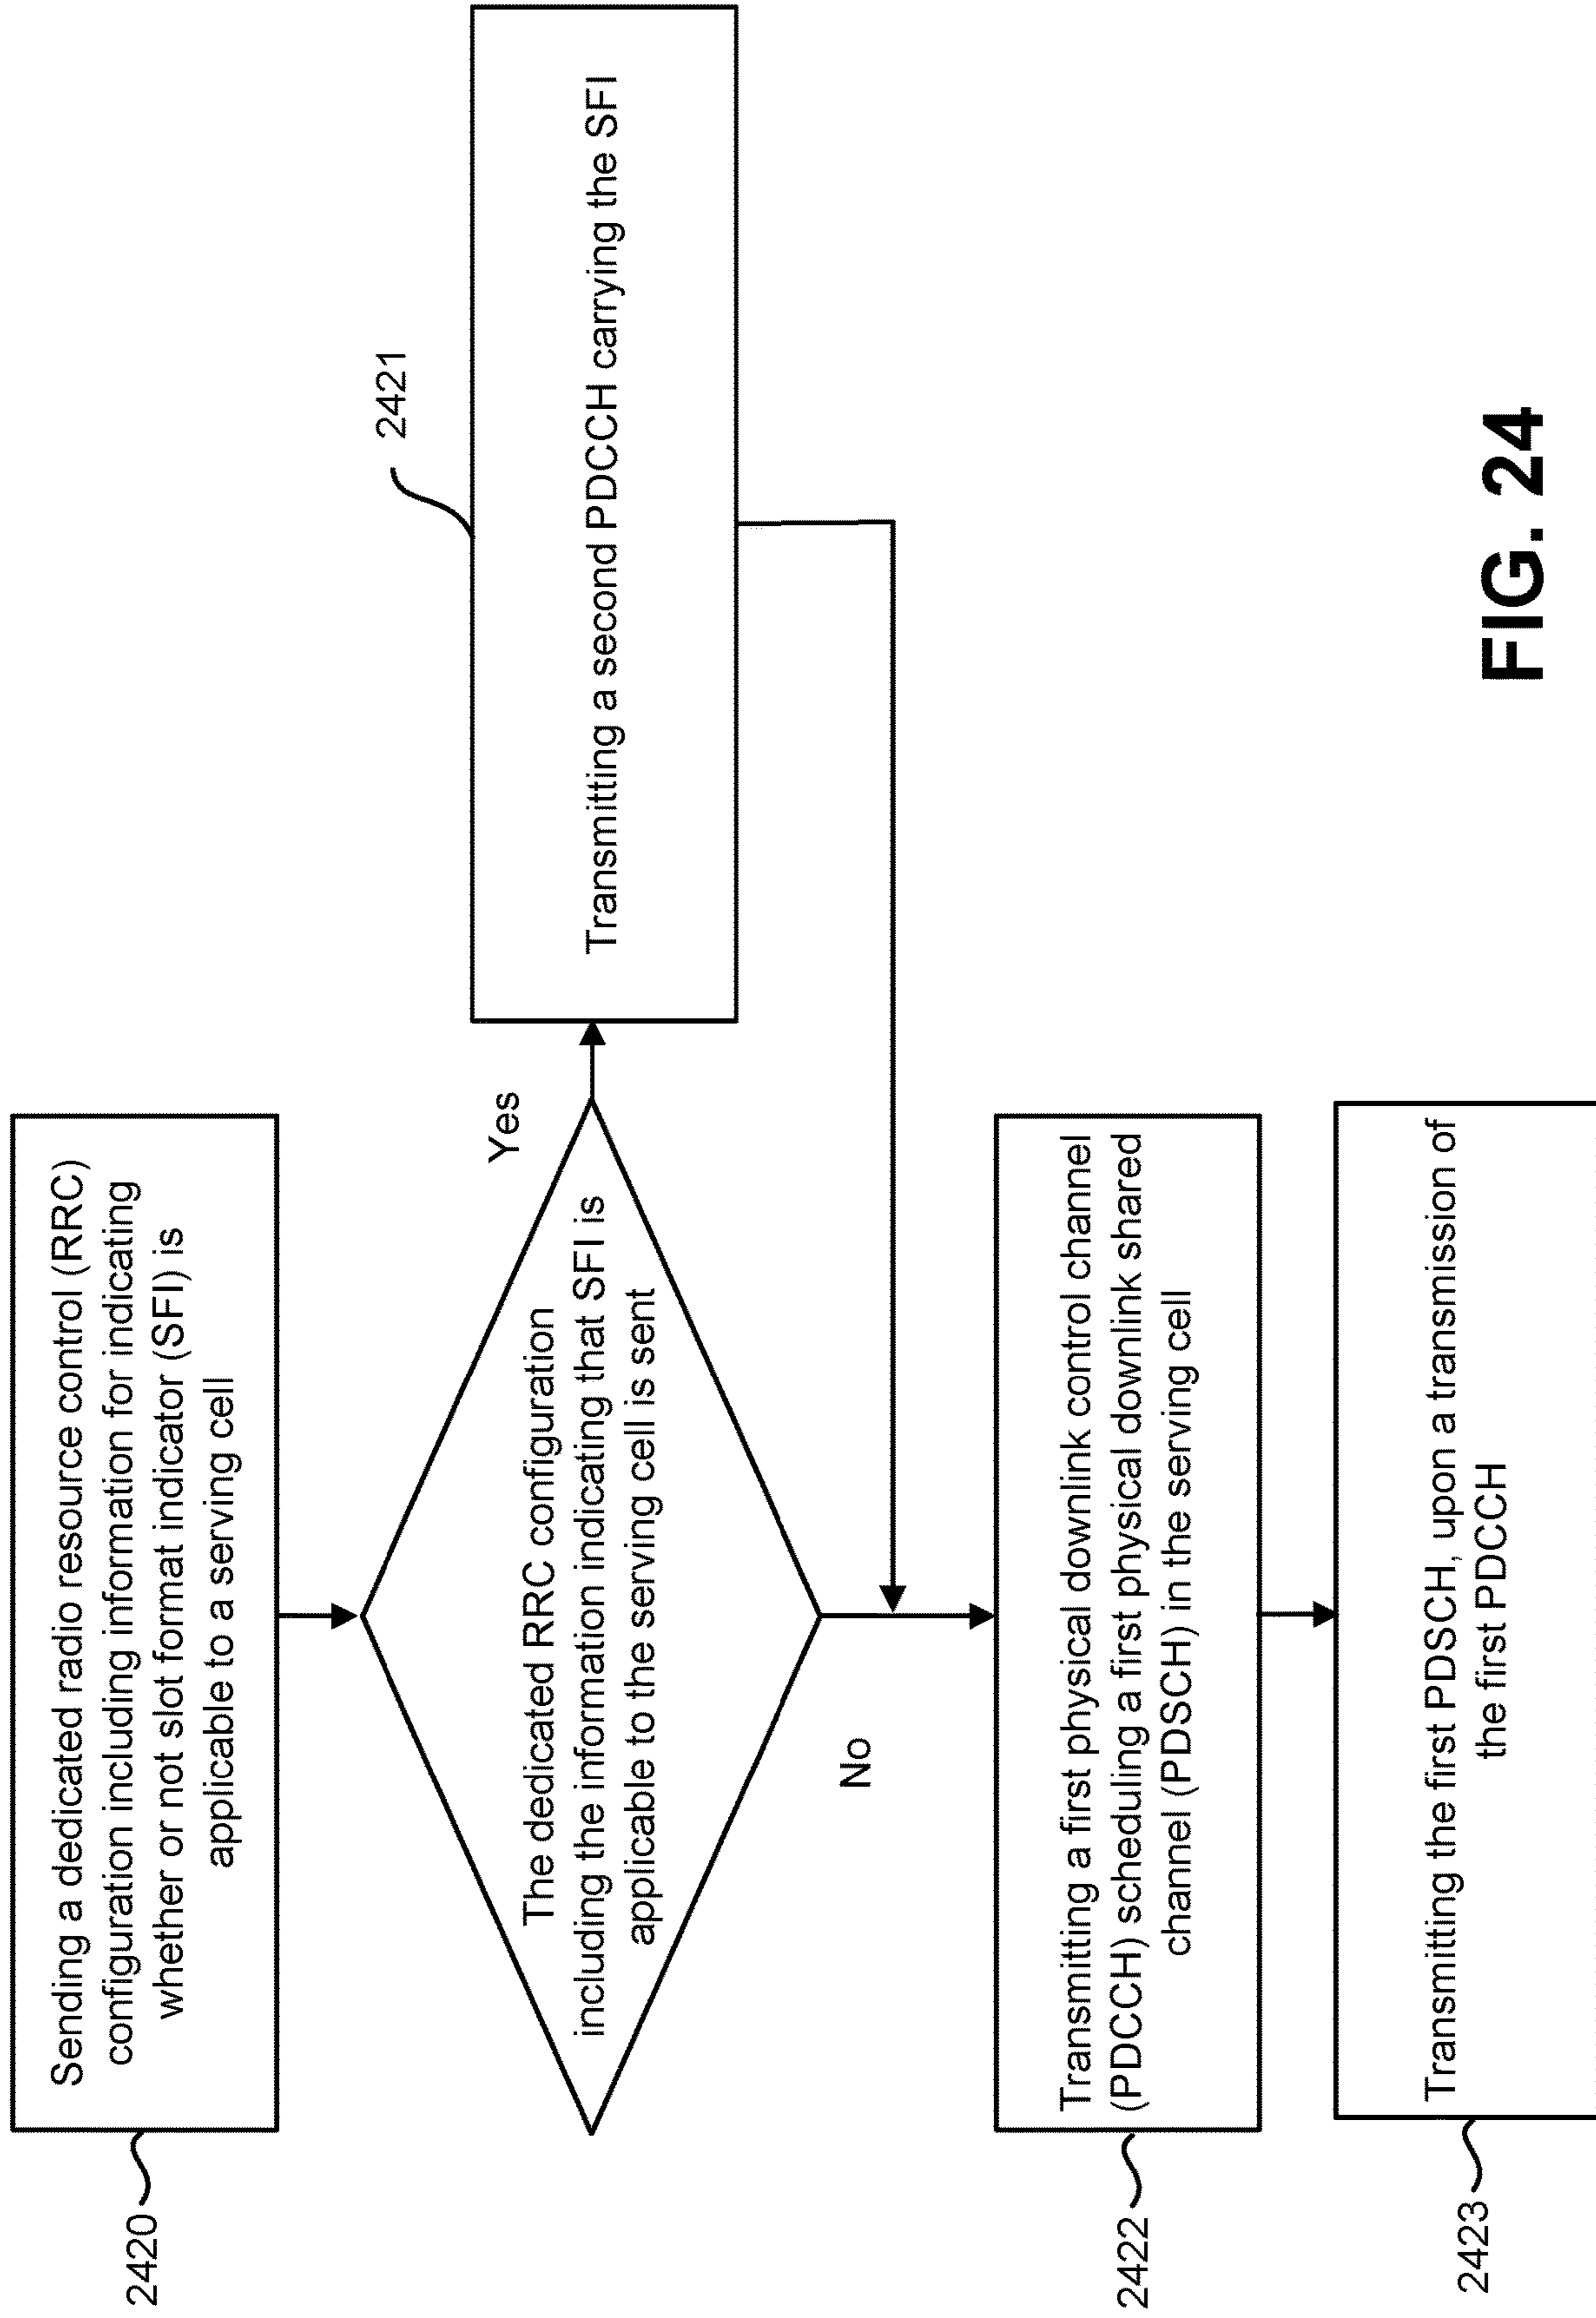 2420
Sending a dedicated radio resource control (RRC)
configuration including information for indicating
whether or not slot format indicator (SFI) is
applicable to a serving cell
The dedicated RRC configuration
including the information indicating that SFI is
applicable to the serving cell is sent
Yes
2421
Transmitting a second PDCCH carrying the SFI
No
2422
Transmitting a first physical downlink control channel
(PDCCH) scheduling a first physical downlink shared
channel (PDSCH) in the serving cell
2423
Transmitting the first PDSCH, upon a transmission of
the first PDCCH
FIG. 24